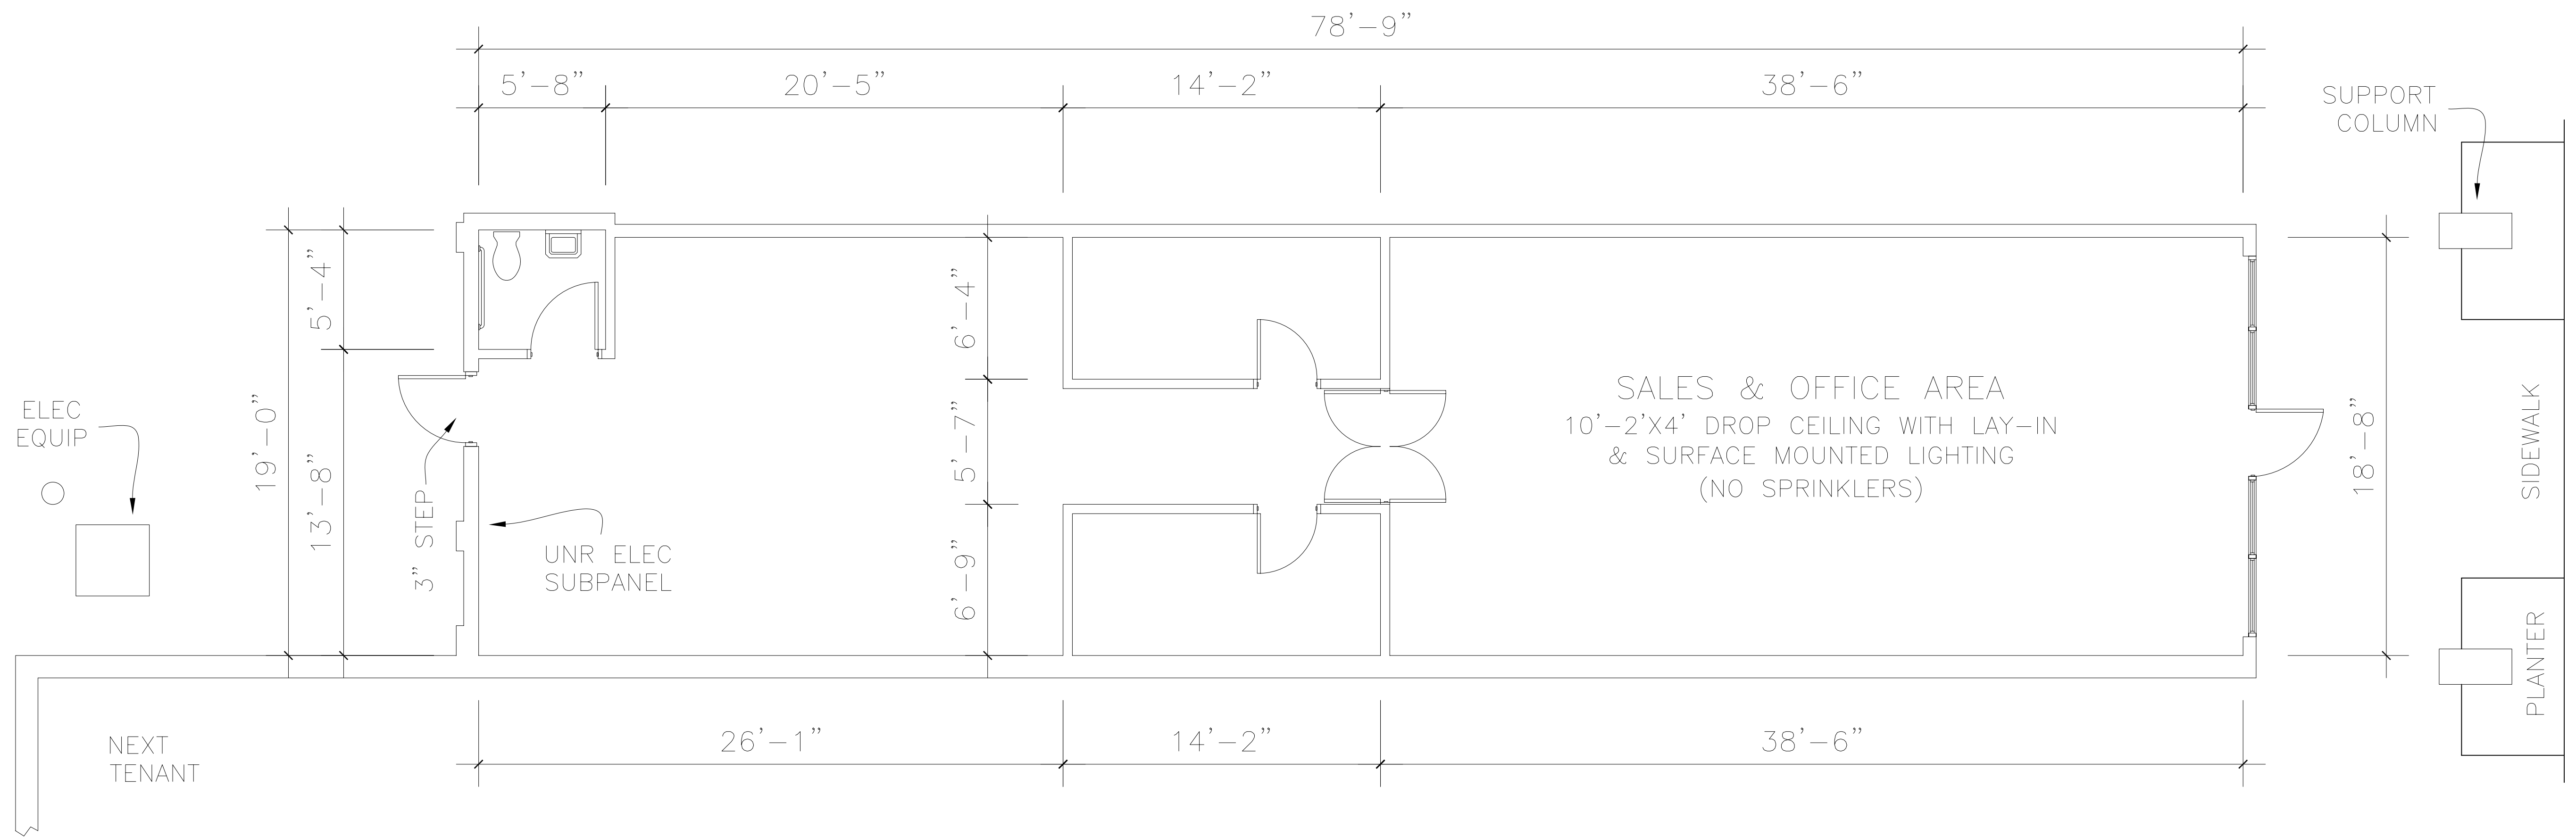 78'-9"
5'-8"
20'-5"
14'-2"
38'-6"
SUPPORT
COLUMN
19'-0"
5'-4"
13'-8"
ELEC
EQUIP
3" STEP
UNR ELEC
SUBPANEL
6'-4"
5'-7"
6'-9"
SALES & OFFICE AREA
10'-2'X4' DROP CEILING WITH LAY-IN
& SURFACE MOUNTED LIGHTING
(NO SPRINKLERS)
18'-8"
SIDEWALK
PLANTER
NEXT
TENANT
26'-1"
14'-2"
38'-6"